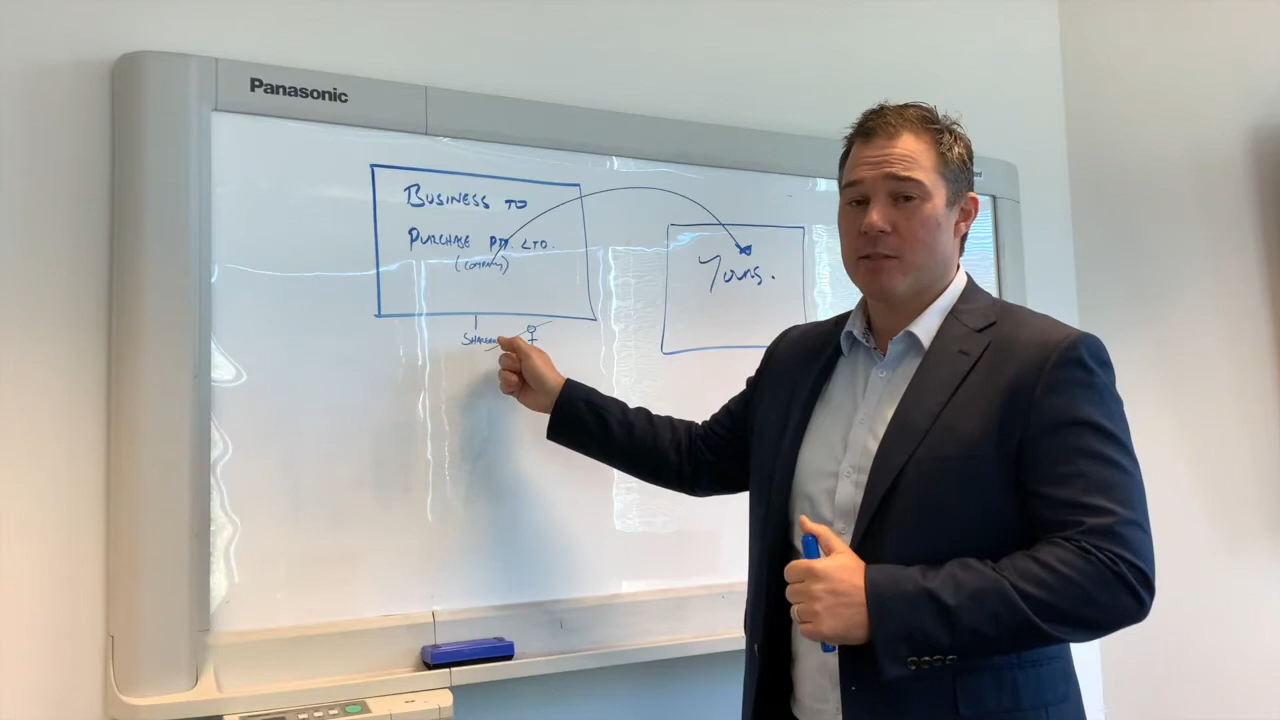 Panasonic
BUSINESS TO
PURCHASE PTY. LTD.
(COMPANY)
Yours.